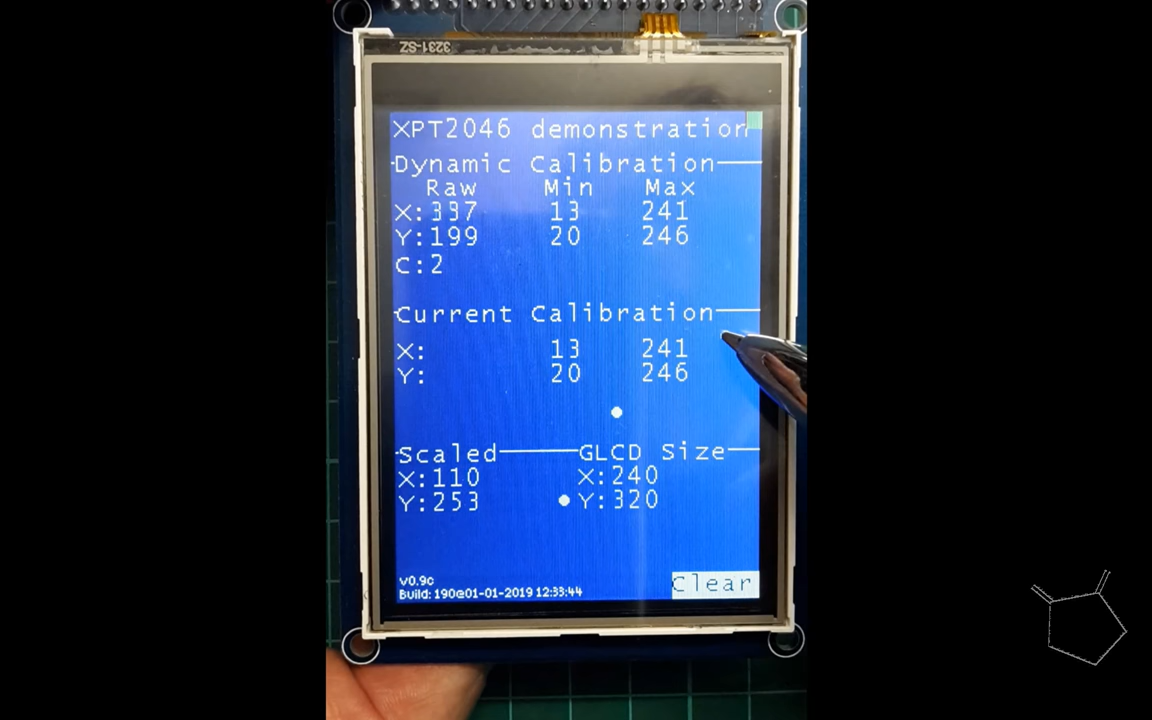 3231-SZ
XPT2046 demonstration
Dynamic Calibration
Raw Min Max
X:337 13 241
Y:199 20 246
C:2
Current Calibration
X: 13 241
Y: 20 246
Scaled GLCD Size
X:110 X:240
Y:253 Y:320
v0.9c
Build: 190@01-01-2019 12:33:44
Clear